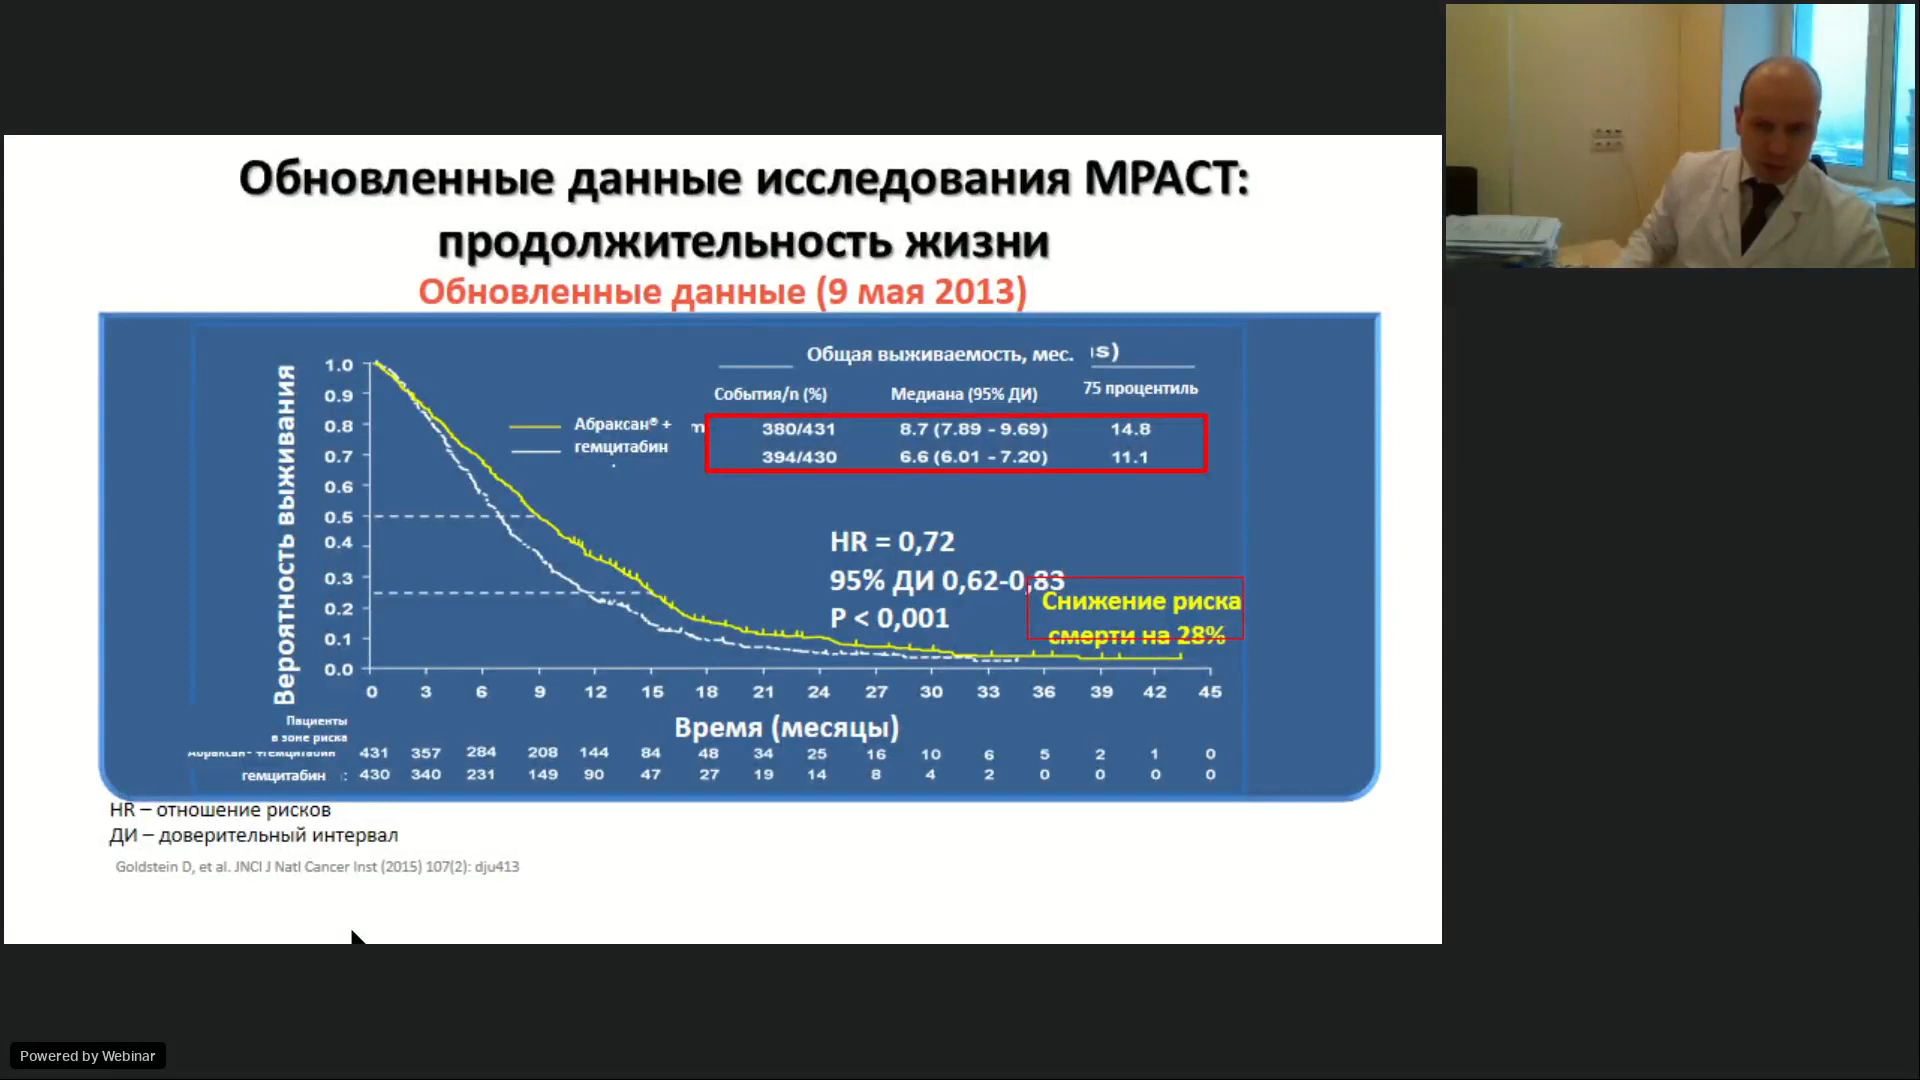 Обновленные данные исследования MPACT:
продолжительность жизни
Обновленные данные (9 мая 2013)
Общая выживаемость, мес. s)
События/n (%) Медиана (95% ДИ) 75 процентиль
Абраксан® + m 380/431 8.7 (7.89 - 9.69) 14.8
гемцитабин 394/430 6.6 (6.01 - 7.20) 11.1
Вероятность выживания
1.0
0.9
0.8
0.7
0.6
0.5
0.4
0.3
0.2
0.1
0.0
HR = 0,72
95% ДИ 0,62-0,83
P < 0,001
Снижение риска
смерти на 28%
0 3 6 9 12 15 18 21 24 27 30 33 36 39 42 45
Время (месяцы)
Пациенты
в зоне риска
Абраксан® +гемцитабин 431 357 284 208 144 84 48 34 25 16 10 6 5 2 1 0
гемцитабин : 430 340 231 149 90 47 27 19 14 8 4 2 0 0 0 0
HR – отношение рисков
ДИ – доверительный интервал
Goldstein D, et al. JNCI J Natl Cancer Inst (2015) 107(2): dju413
Powered by Webinar